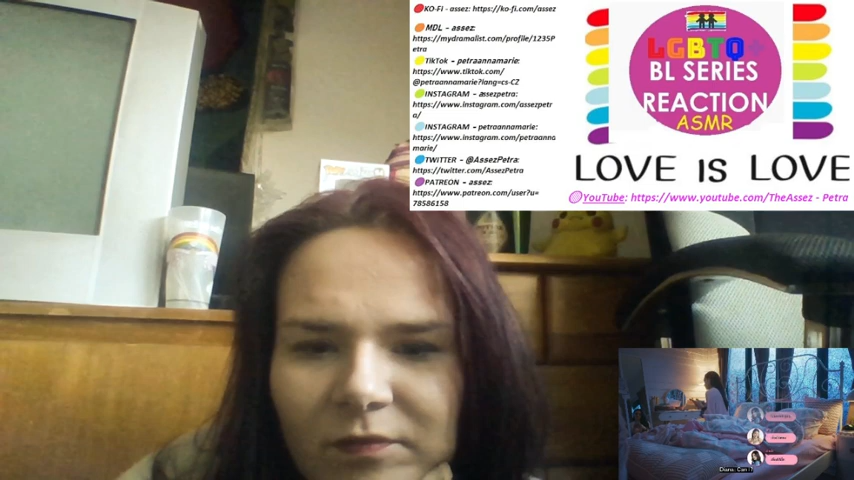 KO-FI - assez: https://ko-fi.com/assez
MDL - assez:
https://mydramalist.com/profile/1235P
etra
TikTok - petraannamarie:
https://www.tiktok.com/
@petraannamarie?lang=cs-CZ
INSTAGRAM - assezpetra:
https://www.instagram.com/assezpetr
a/
INSTAGRAM - petraannamarie:
https://www.instagram.com/petraanna
marie/
TWITTER - @AssezPetra:
https://twitter.com/AssezPetra
PATREON - assez:
https://www.patreon.com/user?u=
78586158
LGBTQ+
BL SERIES
REACTION
ASMR
LOVE IS LOVE
YouTube: https://www.youtube.com/TheAssez - Petra